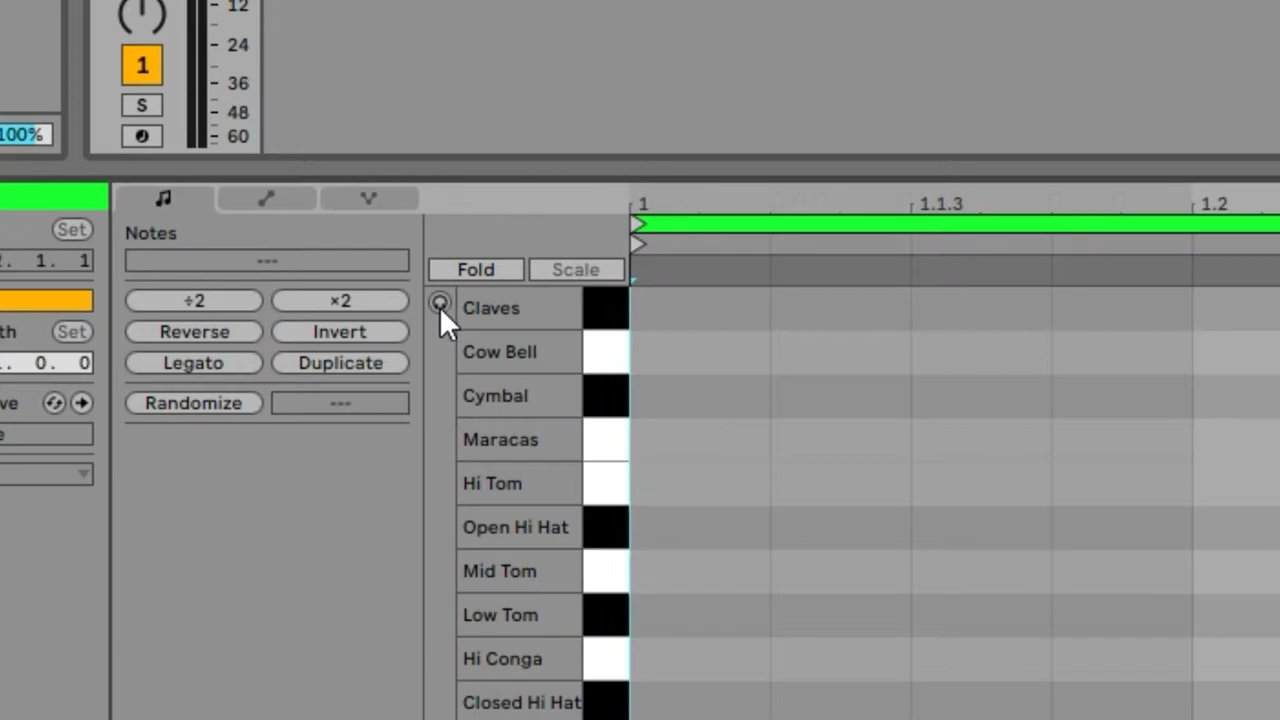 12
24
36
48
60
1
S
100%
Set
2. 1. 1
th
Set
.. 0. 0
ve
e
Notes
---
÷2
×2
Reverse
Invert
Legato
Duplicate
Randomize
---
1
1.1.3
1.2
Fold
Scale
Claves
Cow Bell
Cymbal
Maracas
Hi Tom
Open Hi Hat
Mid Tom
Low Tom
Hi Conga
Closed Hi Hat